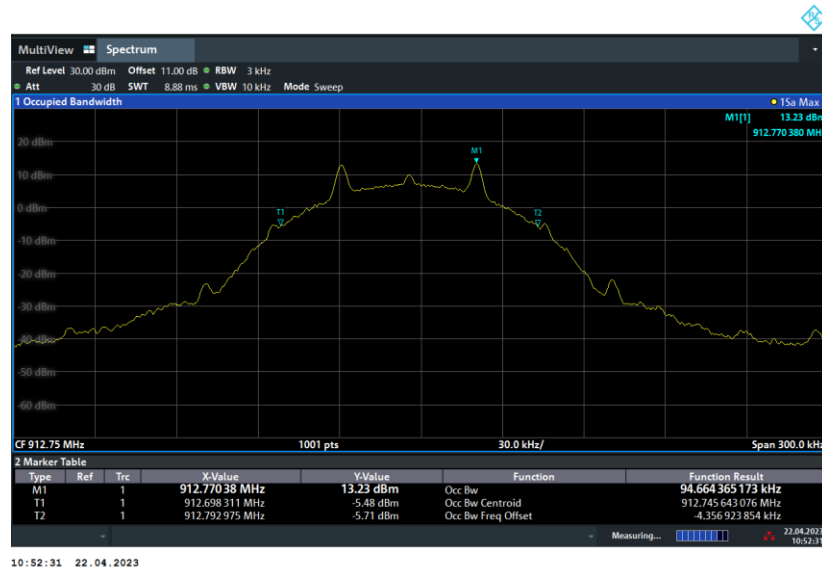 MultiView Spectrum
Ref Level 30.00 dBm Offset 11.00 dB RBW 3 kHz
Att 30 dB SWT 8.88 ms VBW 10 kHz Mode Sweep
1 Occupied Bandwidth 1Sa Max
M1[1] 13.23 dBm
912.770 380 MH
20 dBm
M1
10 dBm
0 dBm
T1 T2
-10 dBm
-20 dBm
-30 dBm
-40 dBm
-50 dBm
-60 dBm
CF 912.75 MHz 1001 pts 30.0 kHz/ Span 300.0 kHz
2 Marker Table
Type Ref Trc X-Value Y-Value Function Function Result
M1 1 912.770 38 MHz 13.23 dBm Occ Bw 94.664 365 173 kHz
T1 1 912.698 311 MHz -5.48 dBm Occ Bw Centroid 912.745 643 076 MHz
T2 1 912.792 975 MHz -5.71 dBm Occ Bw Freq Offset -4.356 923 854 kHz
Measuring... 22.04.2023
10:52:31
10:52:31 22.04.2023